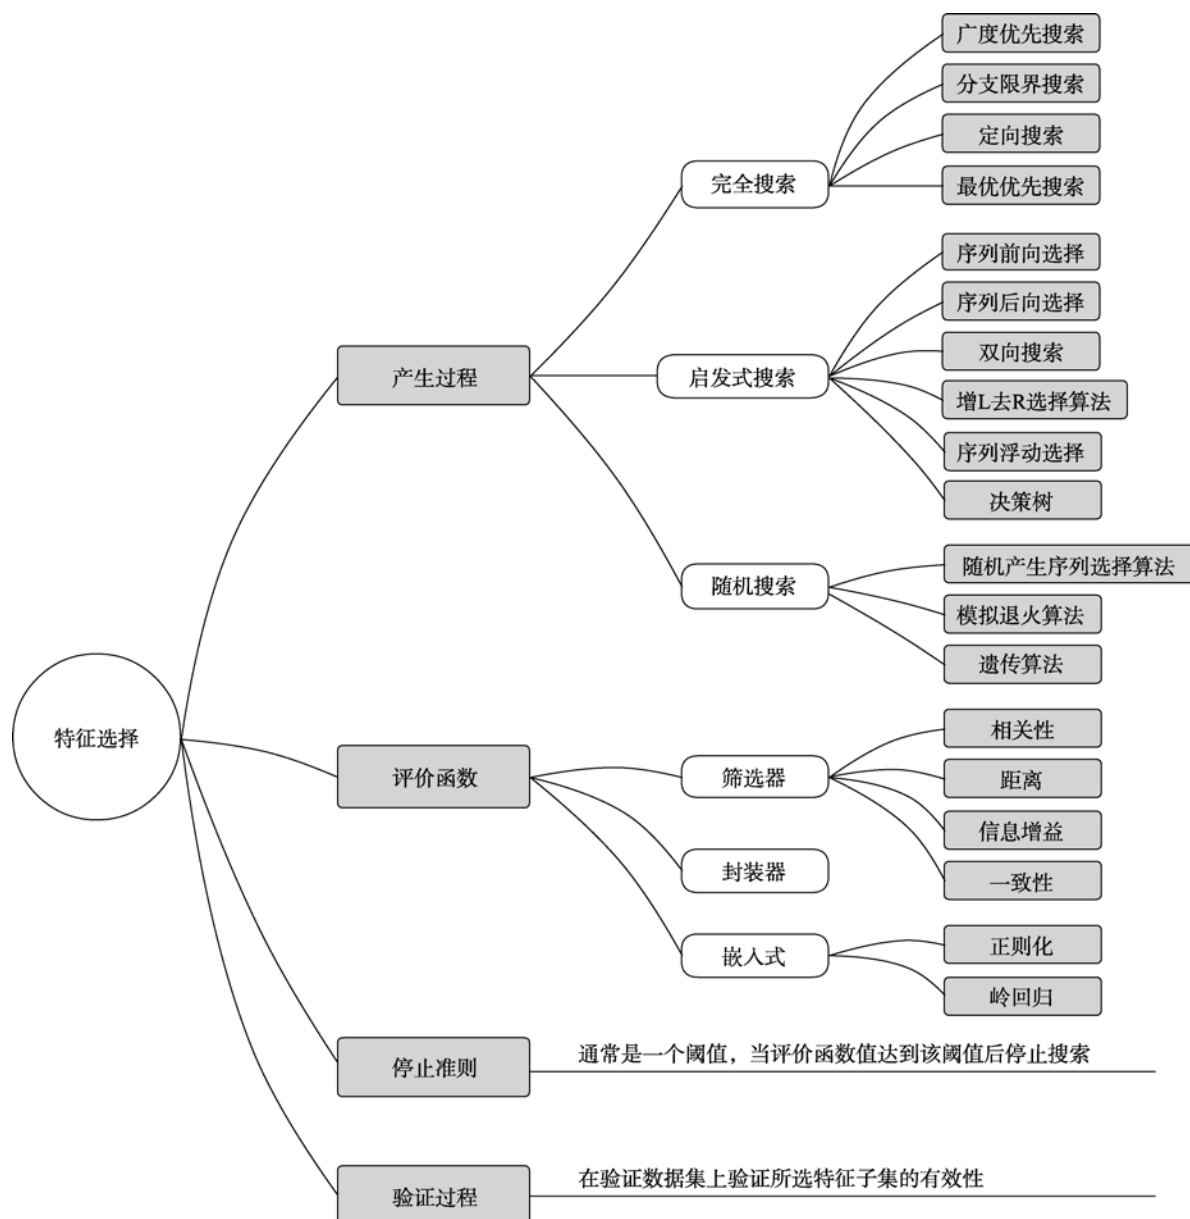 特征选择
产生过程
完全搜索
广度优先搜索
分支限界搜索
定向搜索
最优优先搜索
启发式搜索
序列前向选择
序列后向选择
双向搜索
增L去R选择算法
序列浮动选择
决策树
随机搜索
随机产生序列选择算法
模拟退火算法
遗传算法
评价函数
筛选器
相关性
距离
信息增益
一致性
封装器
嵌入式
正则化
岭回归
停止准则
通常是一个阈值，当评价函数值达到该阈值后停止搜索
验证过程
在验证数据集上验证所选特征子集的有效性